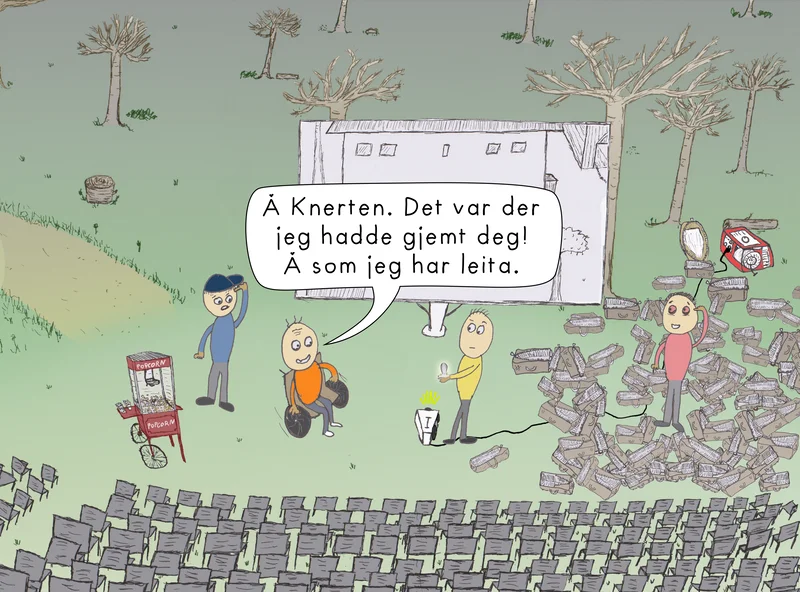 Å Knerten. Det var der
jeg hadde gjemt deg!
Å som jeg har leita.
POPCORN
POPCORN
I